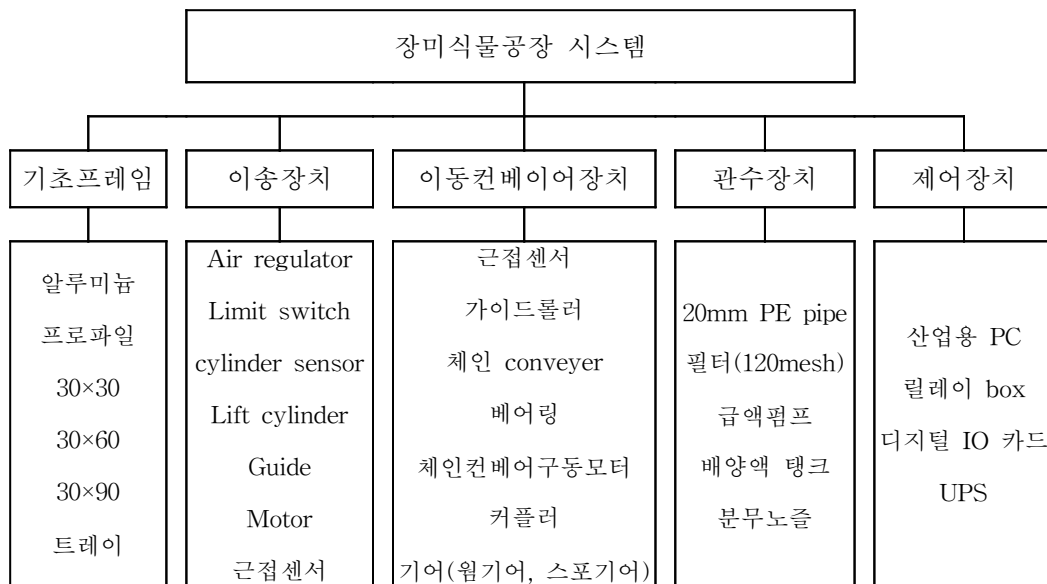 장미식물공장 시스템
기초프레임
이송장치
이동컨베이어장치
관수장치
제어장치
알루미늄
프로파일
30×30
30×60
30×90
트레이
Air regulator
Limit switch
cylinder sensor
Lift cylinder
Guide
Motor
근접센서
근접센서
가이드롤러
체인 conveyer
베어링
체인컨베어구동모터
커플러
기어(웜기어, 스포기어)
20mm PE pipe
필터(120mesh)
급액펌프
배양액 탱크
분무노즐
산업용 PC
릴레이 box
디지털 IO 카드
UPS